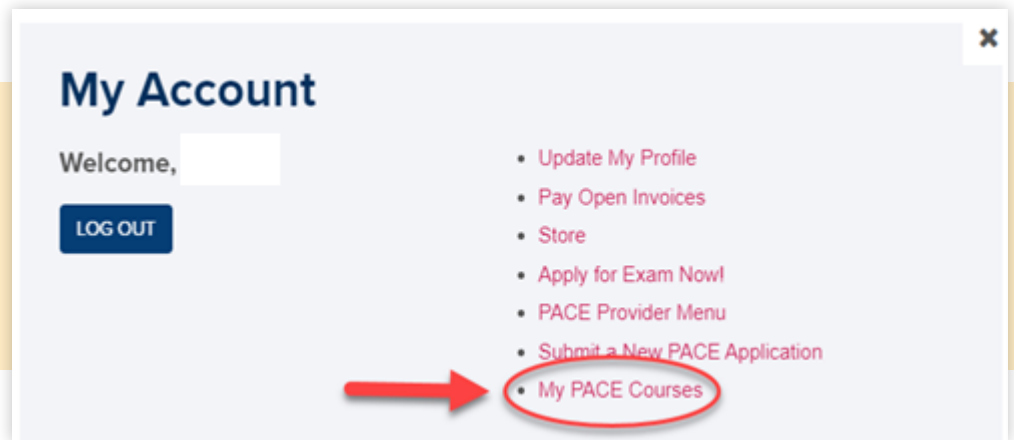 My Account
Welcome,
LOG OUT
Update My Profile
Pay Open Invoices
Store
Apply for Exam Now!
PACE Provider Menu
Submit a New PACE Application
My PACE Courses